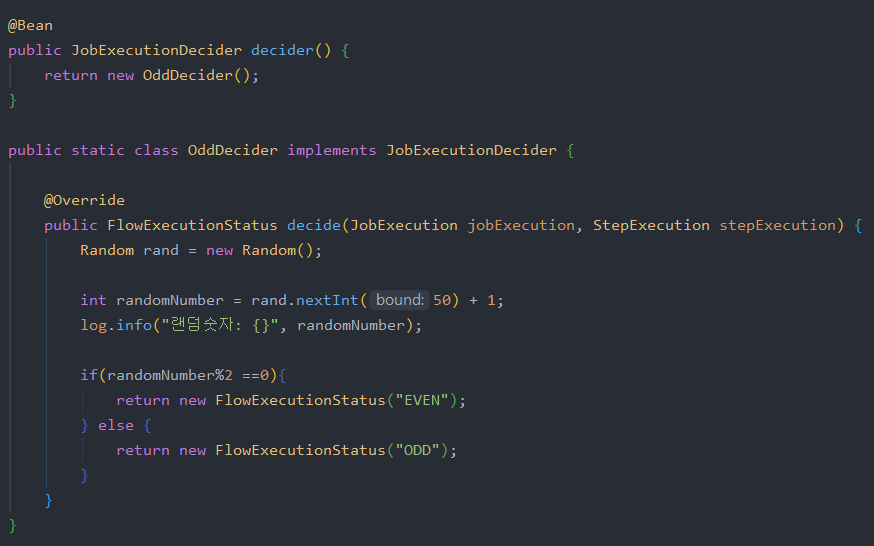 @Bean
public JobExecutionDecider decider() {
return new OddDecider();
}
public static class OddDecider implements JobExecutionDecider {
@Override
public FlowExecutionStatus decide(JobExecution jobExecution, StepExecution stepExecution) {
Random rand = new Random();
int randomNumber = rand.nextInt( bound: 50) + 1;
log.info("랜덤숫자: {}", randomNumber);
if(randomNumber%2 ==0){
return new FlowExecutionStatus("EVEN");
} else {
return new FlowExecutionStatus("ODD");
}
}
}